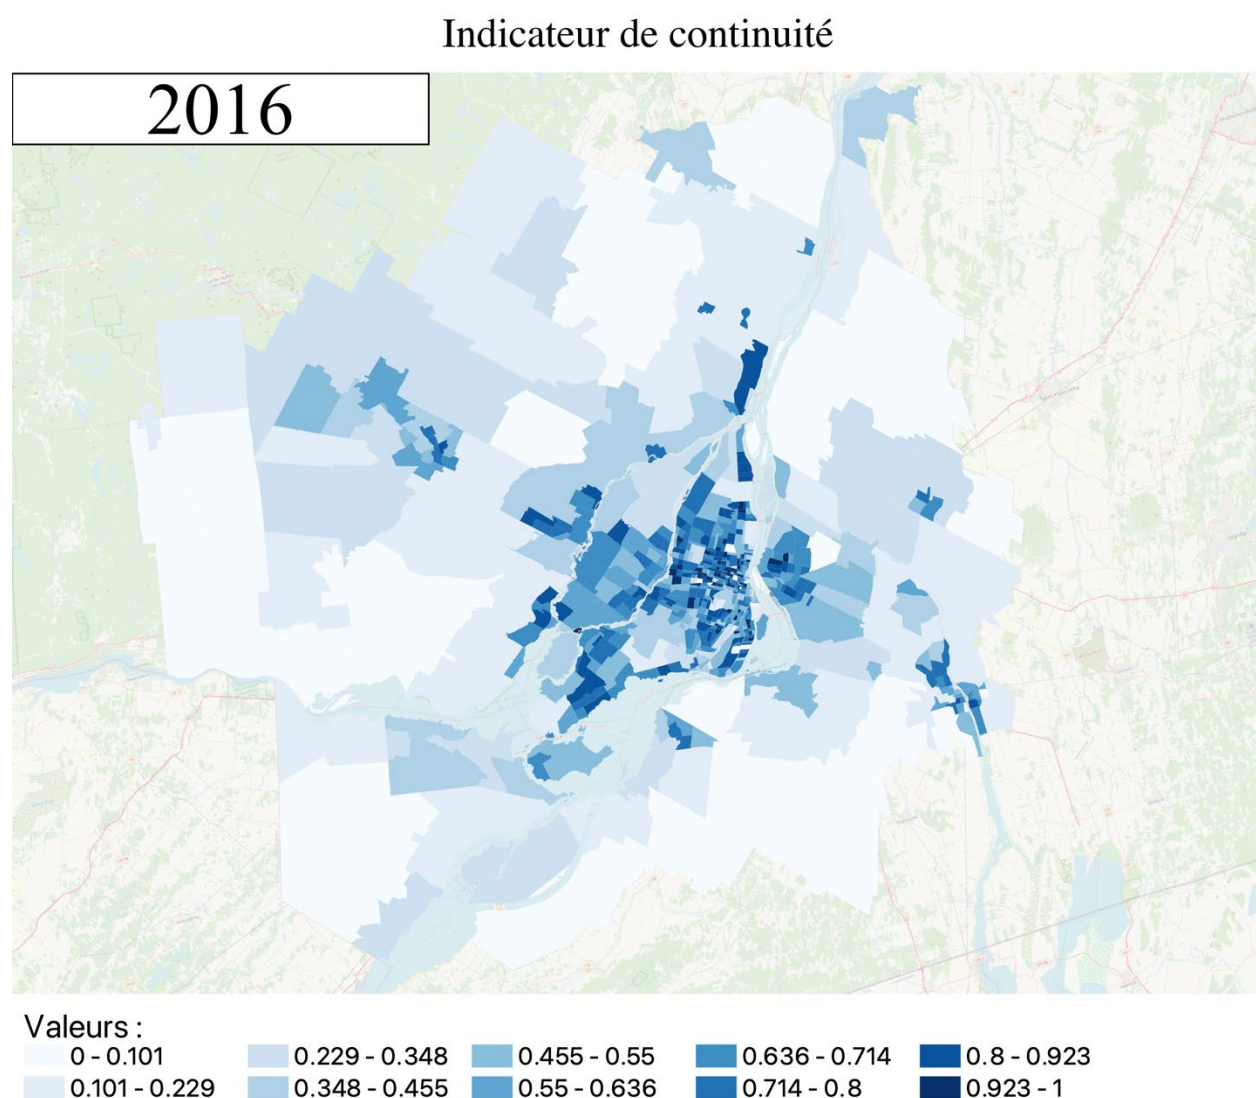 Indicateur de continuité
2016
Valeurs :
0 - 0.101
0.229 - 0.348
0.455 - 0.55
0.636 - 0.714
0.8 - 0.923
0.101 - 0.229
0.348 - 0.455
0.55 - 0.636
0.714 - 0.8
0.923 - 1